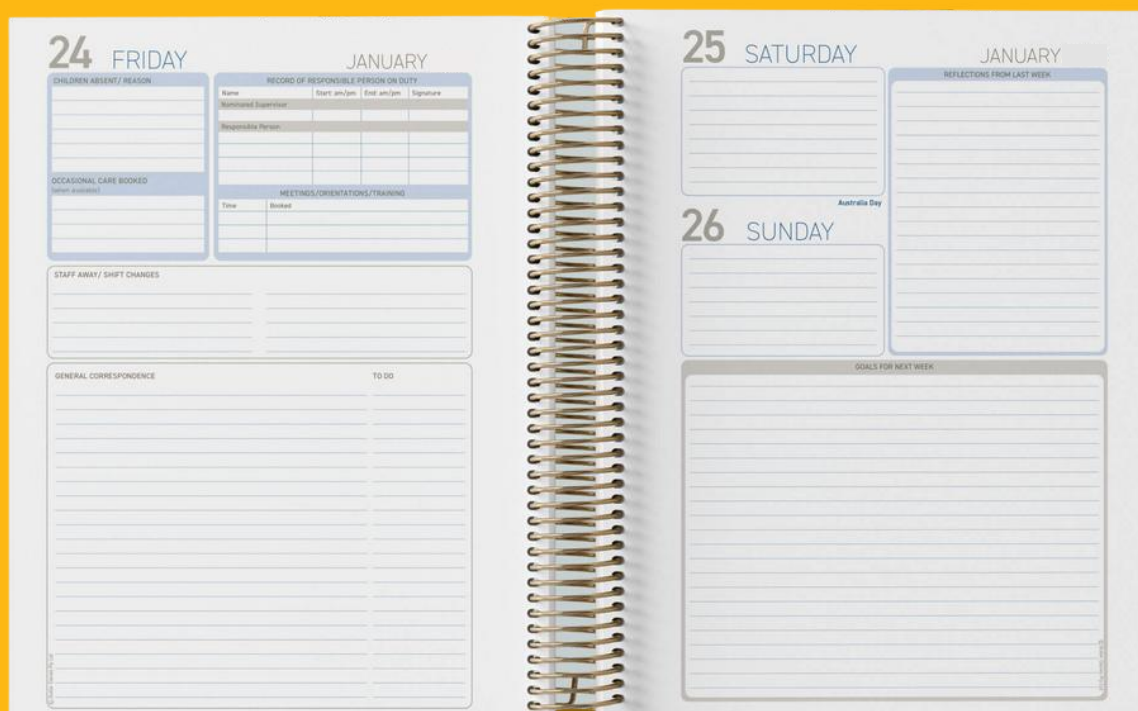 24 FRIDAY JANUARY
CHILDREN ABSENT/ REASON
RECORD OF RESPONSIBLE PERSON ON DUTY
Name Start: am/pm End: am/pm Signature
Nominated Supervisor
Responsible Person
OCCASIONAL CARE BOOKED
(when available)
MEETINGS/ORIENTATIONS/TRAINING
Time Booked
STAFF AWAY/ SHIFT CHANGES
GENERAL CORRESPONDENCE TO DO
25 SATURDAY JANUARY
REFLECTIONS FROM LAST WEEK
Australia Day
26 SUNDAY
GOALS FOR NEXT WEEK